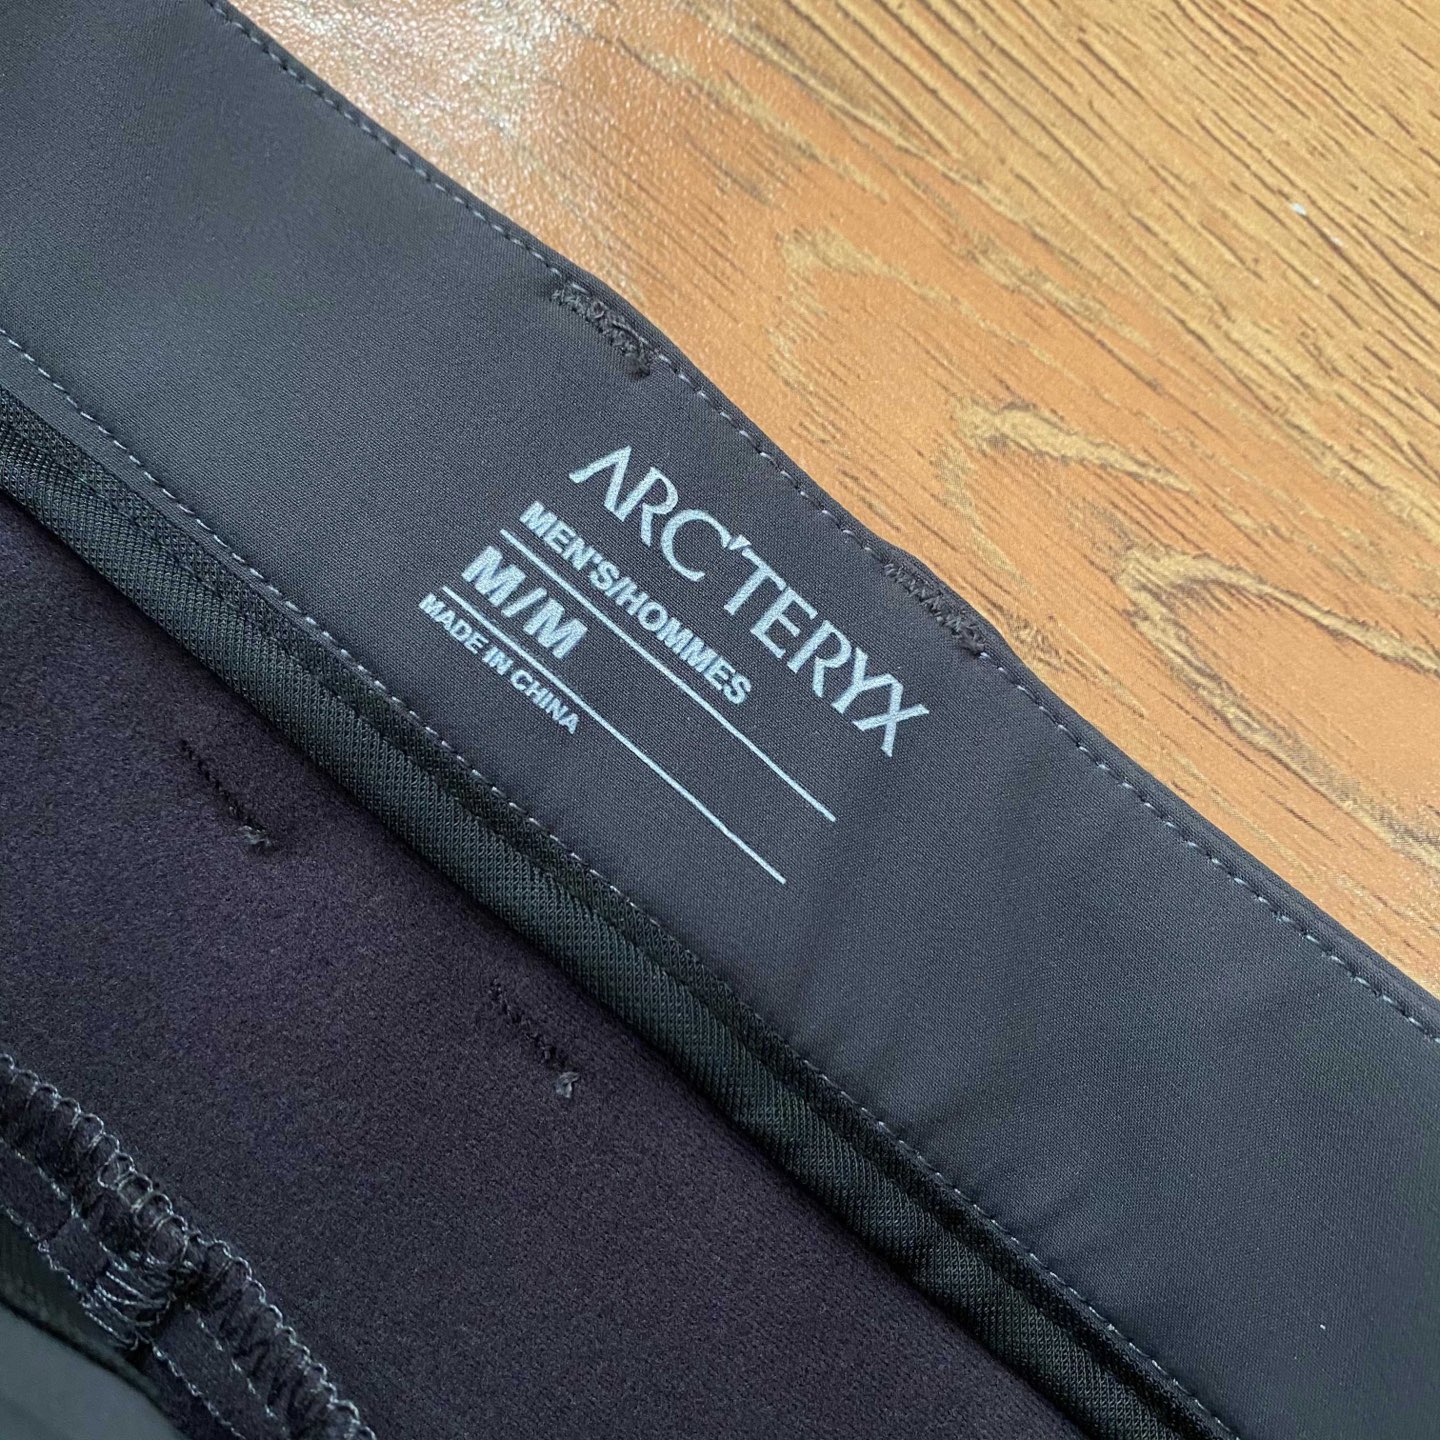 ARC'TERYX
MEN'S/HOMMES
M/M
MADE IN CHINA